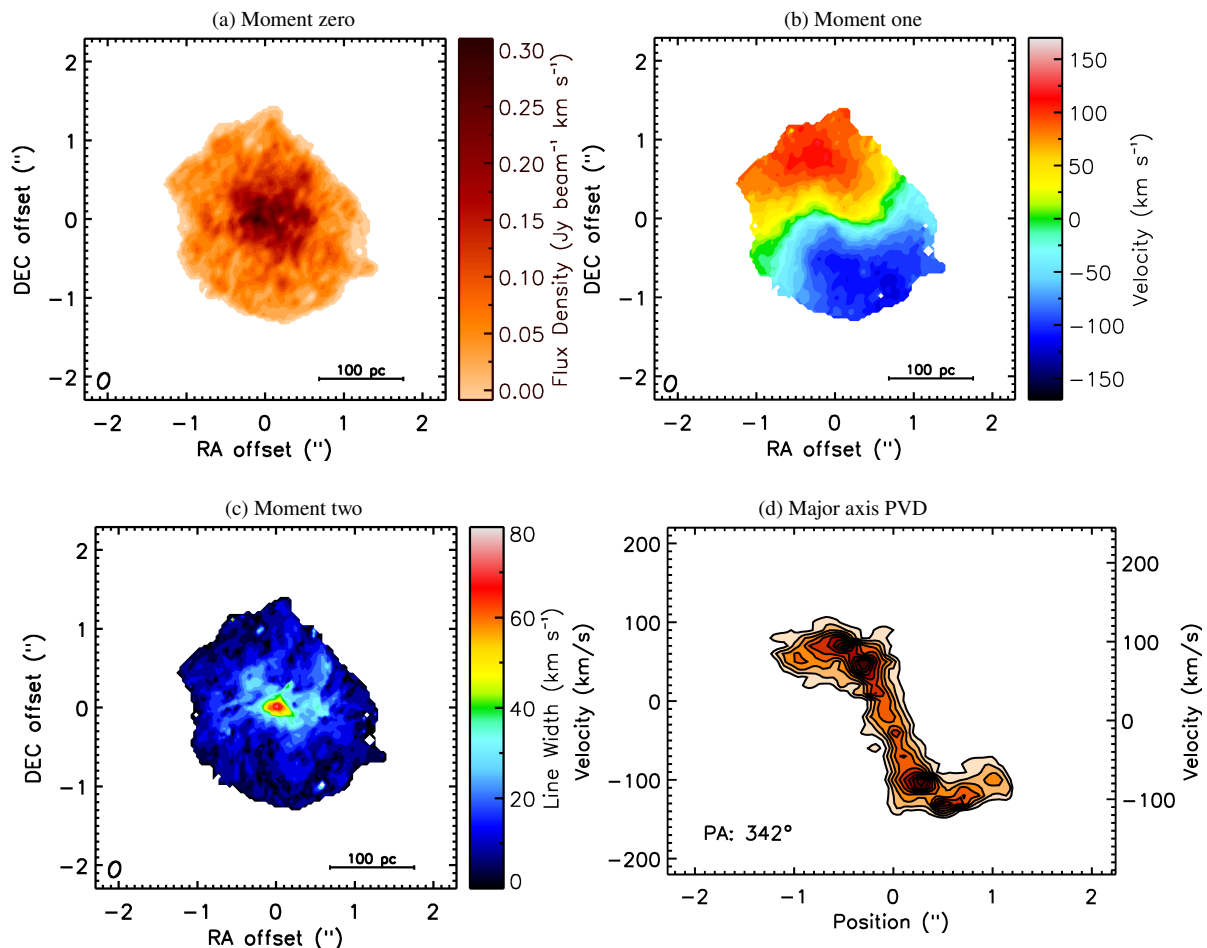 (a) Moment zero
2
1
0
−1
−2
DEC offset (")
100 pc
−2 −1 0 1 2
RA offset (")
0.30
0.25
0.20
0.15
0.10
0.05
0.00
Flux Density (Jy beam⁻¹ km s⁻¹)
(b) Moment one
2
1
0
−1
−2
DEC offset (")
100 pc
−2 −1 0 1 2
RA offset (")
150
100
50
0
−50
−100
−150
Velocity (km s⁻¹)
(c) Moment two
2
1
0
−1
−2
DEC offset (")
100 pc
−2 −1 0 1 2
RA offset (")
80
60
40
20
0
Line Width (km s⁻¹)
(d) Major axis PVD
200
100
0
−100
−200
Velocity (km/s)
PA: 342°
−2 −1 0 1 2
Position (")
200
100
0
−100
Velocity (km/s)